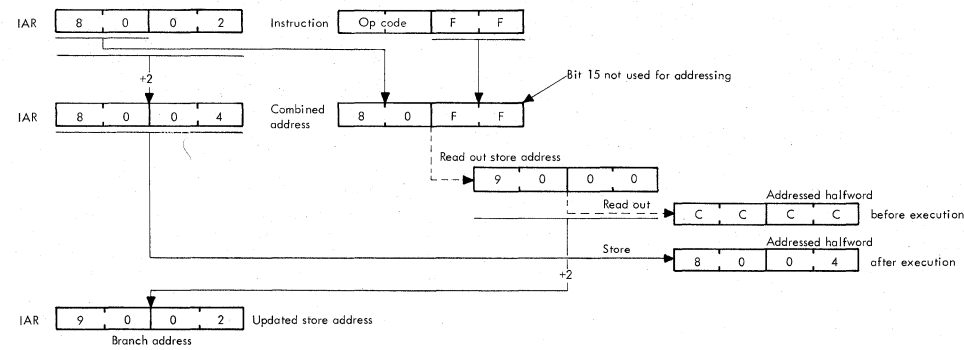 IAR 8 0 0 2 Instruction Op code F F
Bit 15 not used for addressing
+2
IAR 8 0 0 4 Combined address 8 0 F F
Read out store address
9 0 0 0
Addressed halfword
Read out C C C C before execution
Addressed halfword
Store 8 0 0 4 after execution
+2
IAR 9 0 0 2 Updated store address
Branch address